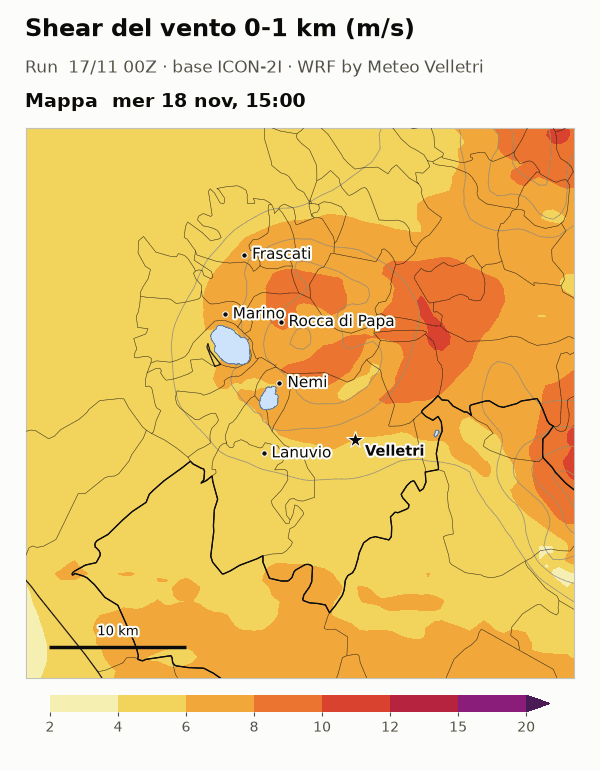 Shear del vento 0-1 km (m/s)
Run 17/11 00Z · base ICON-2I · WRF by Meteo Velletri
Mappa mer 18 nov, 15:00
Frascati
Marino
Rocca di Papa
Nemi
Velletri
Lanuvio
10 km
2 4 6 8 10 12 15 20